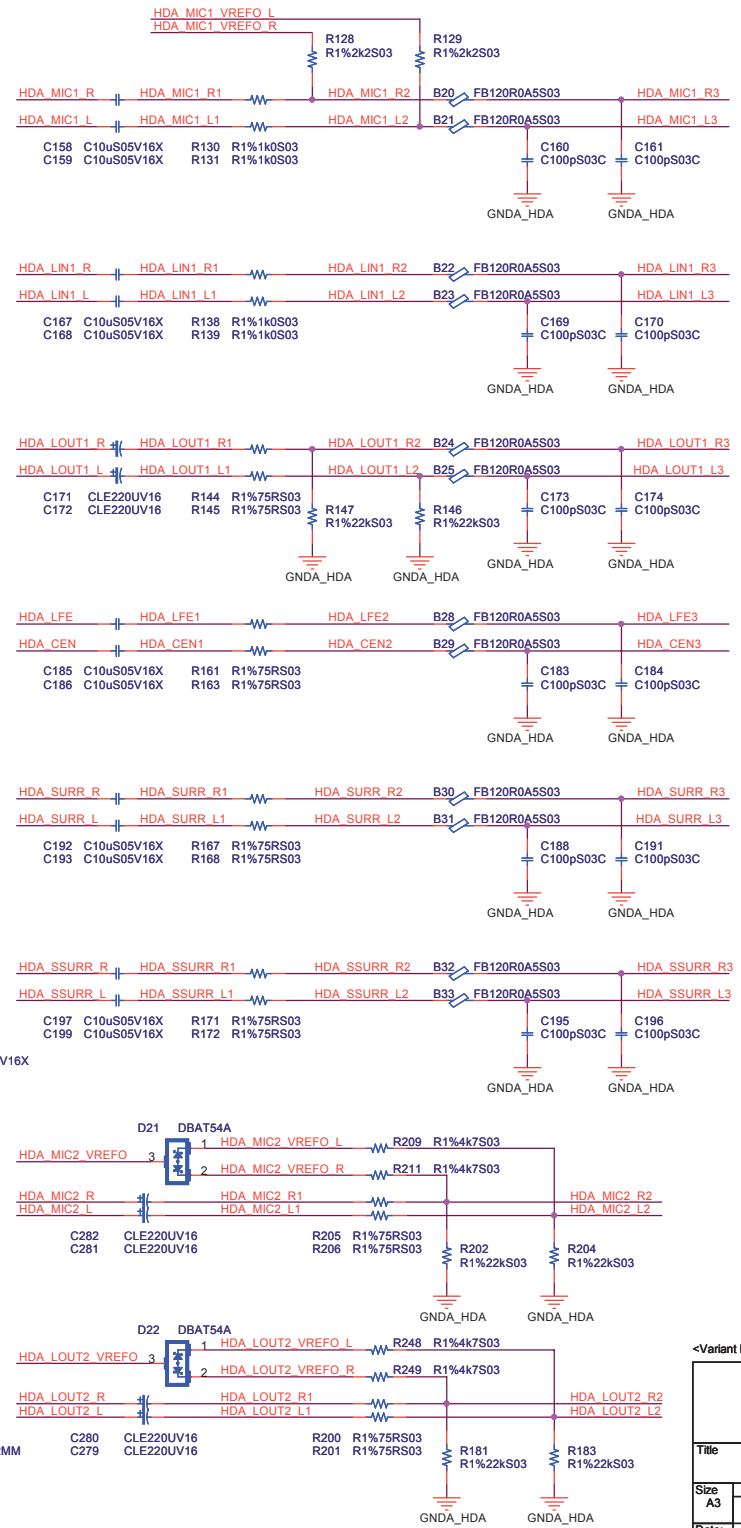 HDA_MIC1_VREFO_L
HDA_MIC1_VREFO_R
R128 R129
R1%2k2S03 R1%2k2S03
HDA_MIC1_R HDA_MIC1_R1 HDA_MIC1_R2 B20 FB120R0A5S03 HDA_MIC1_R3
HDA_MIC1_L HDA_MIC1_L1 HDA_MIC1_L2 B21 FB120R0A5S03 HDA_MIC1_L3
C158 C10uS05V16X R130 R1%1k0S03 C160 C161
C159 C10uS05V16X R131 R1%1k0S03 C100pS03C C100pS03C
GNDA_HDA GNDA_HDA
HDA_LIN1_R HDA_LIN1_R1 HDA_LIN1_R2 B22 FB120R0A5S03 HDA_LIN1_R3
HDA_LIN1_L HDA_LIN1_L1 HDA_LIN1_L2 B23 FB120R0A5S03 HDA_LIN1_L3
C167 C10uS05V16X R138 R1%1k0S03 C169 C170
C168 C10uS05V16X R139 R1%1k0S03 C100pS03C C100pS03C
GNDA_HDA GNDA_HDA
HDA_LOUT1_R HDA_LOUT1_R1 HDA_LOUT1_R2 B24 FB120R0A5S03 HDA_LOUT1_R3
HDA_LOUT1_L HDA_LOUT1_L1 HDA_LOUT1_L2 B25 FB120R0A5S03 HDA_LOUT1_L3
C171 CLE220UV16 R144 R1%75RS03 C173 C174
C172 CLE220UV16 R145 R1%75RS03 C100pS03C C100pS03C
R147 R146
R1%22kS03 R1%22kS03
GNDA_HDA GNDA_HDA
GNDA_HDA GNDA_HDA
HDA_LFE HDA_LFE1 HDA_LFE2 B28 FB120R0A5S03 HDA_LFE3
HDA_CEN HDA_CEN1 HDA_CEN2 B29 FB120R0A5S03 HDA_CEN3
C185 C10uS05V16X R161 R1%75RS03 C183 C184
C186 C10uS05V16X R163 R1%75RS03 C100pS03C C100pS03C
GNDA_HDA GNDA_HDA
HDA_SURR_R HDA_SURR_R1 HDA_SURR_R2 B30 FB120R0A5S03 HDA_SURR_R3
HDA_SURR_L HDA_SURR_L1 HDA_SURR_L2 B31 FB120R0A5S03 HDA_SURR_L3
C192 C10uS05V16X R167 R1%75RS03 C188 C191
C193 C10uS05V16X R168 R1%75RS03 C100pS03C C100pS03C
GNDA_HDA GNDA_HDA
HDA_SSURR_R HDA_SSURR_R1 HDA_SSURR_R2 B32 FB120R0A5S03 HDA_SSURR_R3
HDA_SSURR_L HDA_SSURR_L1 HDA_SSURR_L2 B33 FB120R0A5S03 HDA_SSURR_L3
C197 C10uS05V16X R171 R1%75RS03 C195 C196
C199 C10uS05V16X R172 R1%75RS03 C100pS03C C100pS03C
V16X
GNDA_HDA GNDA_HDA
D21 DBAT54A
1 HDA_MIC2_VREFO_L R209 R1%4k7S03
HDA_MIC2_VREFO 3
2 HDA_MIC2_VREFO_R R211 R1%4k7S03
HDA_MIC2_R HDA_MIC2_R1 HDA_MIC2_R2
HDA_MIC2_L HDA_MIC2_L1 HDA_MIC2_L2
C282 CLE220UV16 R205 R1%75RS03
C281 CLE220UV16 R206 R1%75RS03
R202 R204
R1%22kS03 R1%22kS03
GNDA_HDA GNDA_HDA
D22 DBAT54A
1 HDA_LOUT2_VREFO_L R248 R1%4k7S03
HDA_LOUT2_VREFO 3
2 HDA_LOUT2_VREFO_R R249 R1%4k7S03
HDA_LOUT2_R HDA_LOUT2_R1 HDA_LOUT2_R2
HDA_LOUT2_L HDA_LOUT2_L1 HDA_LOUT2_L2
C280 CLE220UV16 R200 R1%75RS03
MM C279 CLE220UV16 R201 R1%75RS03
R181 R183
R1%22kS03 R1%22kS03
GNDA_HDA GNDA_HDA
<Variant
Title
Size
A3